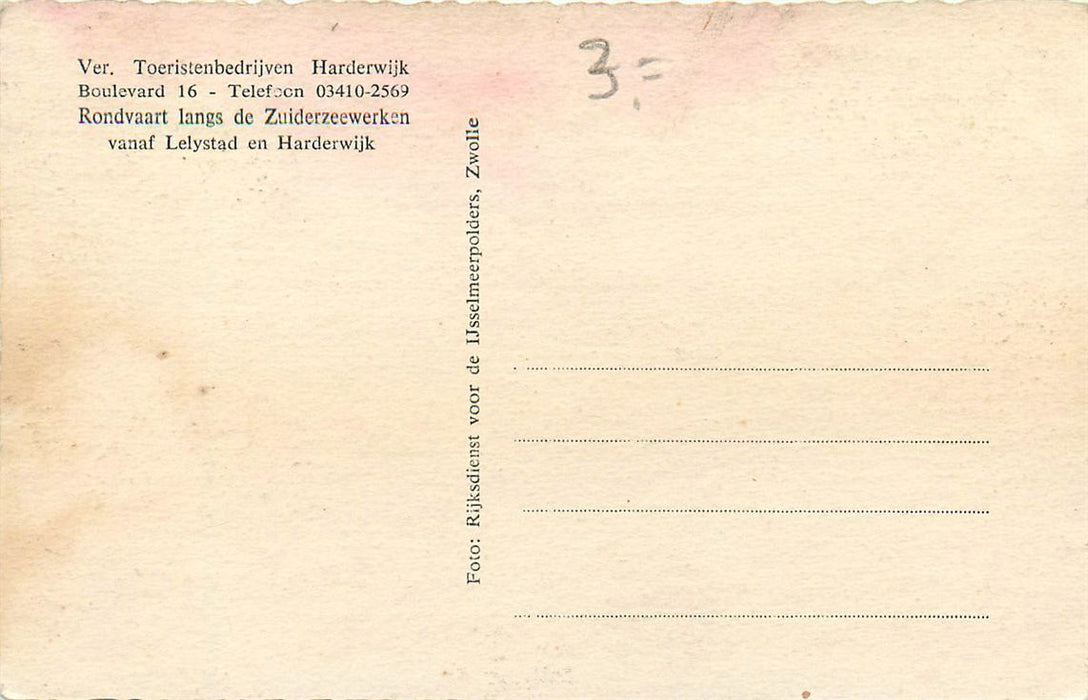 Ver. Toeristenbedrijven Harderwijk
Boulevard 16 - Telefoon 03410-2569
Rondvaart langs de Zuiderzeewerken
vanaf Lelystad en Harderwijk
Foto: Rijksdienst voor de IJsselmeerpolders, Zwolle
3.=